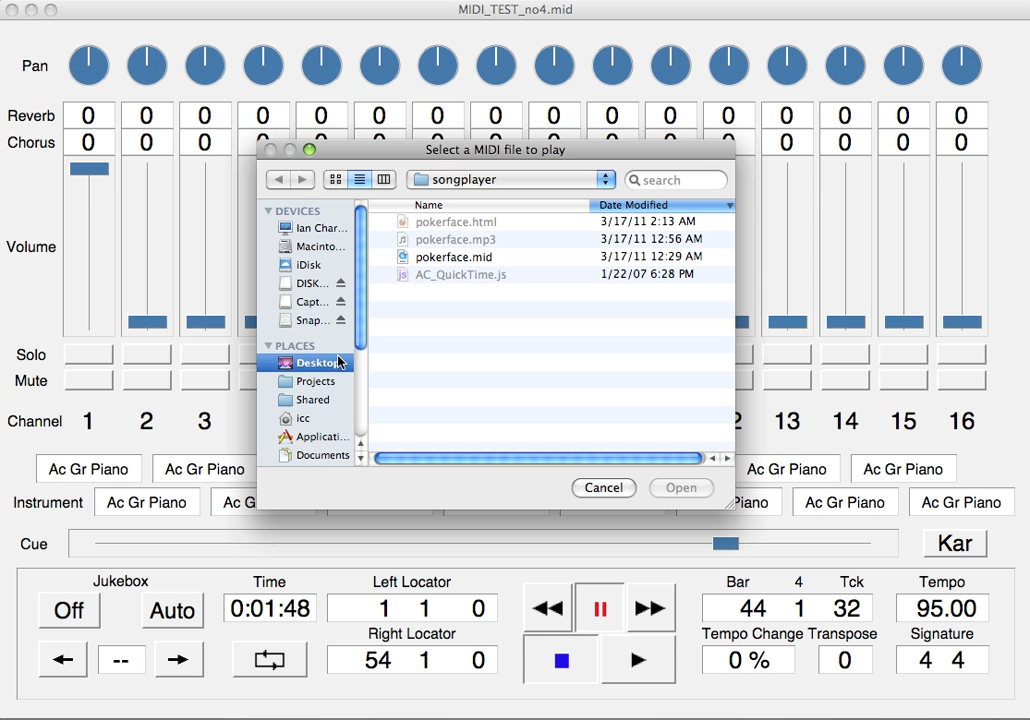 MIDI_TEST_no4.mid
Pan
Reverb 0 0 0 0 0 0 0 0 0 0 0 0 0 0 0 0
Chorus 0 0 0 0 0
Select a MIDI file to play
songplayer
search
Name Date Modified
DEVICES
Ian Char...
Macinto...
iDisk
DISK...
Capt...
Snap...
PLACES
Desktop
Projects
Shared
icc
Applicati...
Documents
pokerface.html 3/17/11 2:13 AM
pokerface.mp3 3/17/11 12:56 AM
pokerface.mid 3/17/11 12:29 AM
AC_QuickTime.js 1/22/07 6:28 PM
Cancel Open
Volume
Solo
Mute
Channel 1 2 3 2 13 14 15 16
Ac Gr Piano Ac Gr Piano Ac Gr Piano Ac Gr Piano
Instrument Ac Gr Piano Ac G Piano Ac Gr Piano Ac Gr Piano
Cue Kar
Jukebox Time Left Locator Bar 4 Tck Tempo
Off Auto 0:01:48 1 1 0 44 1 32 95.00
Right Locator Tempo Change Transpose Signature
-- 54 1 0 0 % 0 4 4